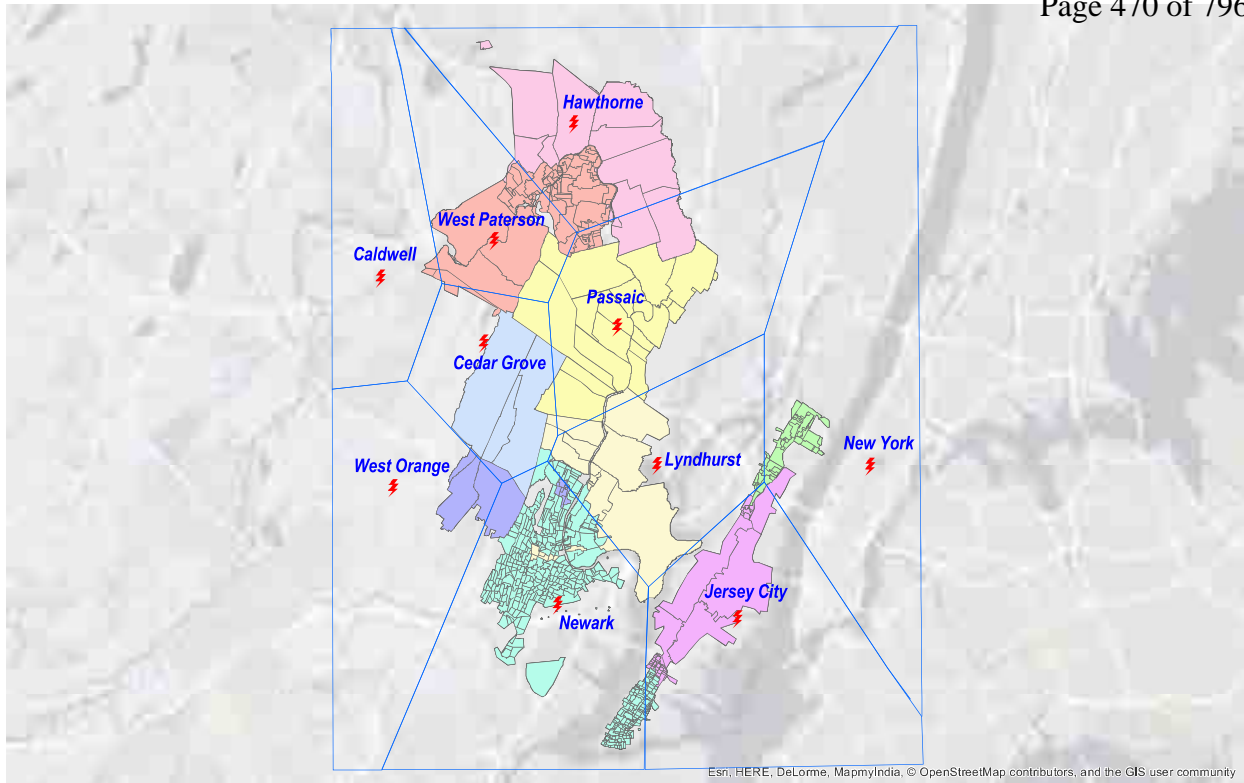 Page 470 of 796
Hawthorne
West Paterson
Caldwell
Passaic
Cedar Grove
New York
West Orange
Lyndhurst
Jersey City
Newark
Esri, HERE, DeLorme, MapmyIndia, © OpenStreetMap contributors, and the GIS user community